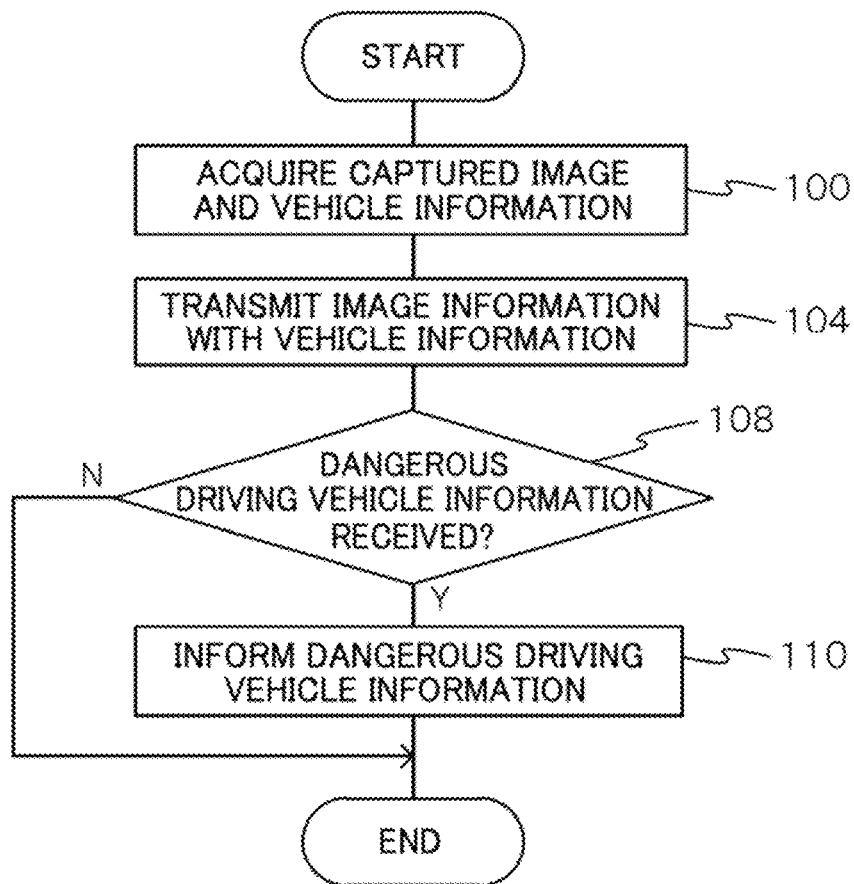 START
ACQUIRE CAPTURED IMAGE
AND VEHICLE INFORMATION
100
TRANSMIT IMAGE INFORMATION
WITH VEHICLE INFORMATION
104
108
DANGEROUS
DRIVING VEHICLE INFORMATION
RECEIVED?
N
Y
INFORM DANGEROUS DRIVING
VEHICLE INFORMATION
110
END